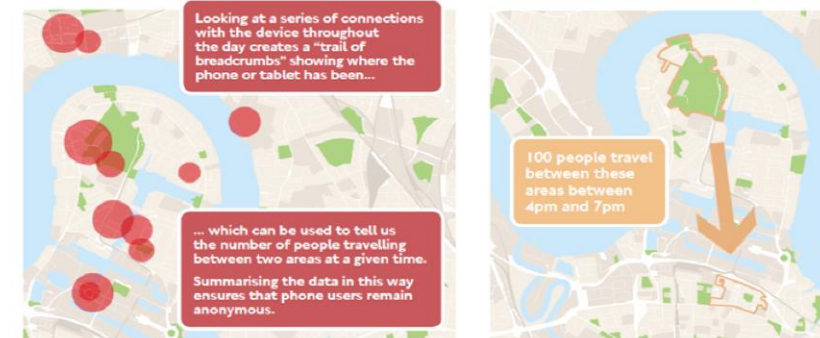 Looking at a series of connections
with the device throughout
the day creates a “trail of
breadcrumbs” showing where the
phone or tablet has been...
... which can be used to tell us
the number of people travelling
between two areas at a given time.
Summarising the data in this way
ensures that phone users remain
anonymous.
100 people travel
between these
areas between
4pm and 7pm